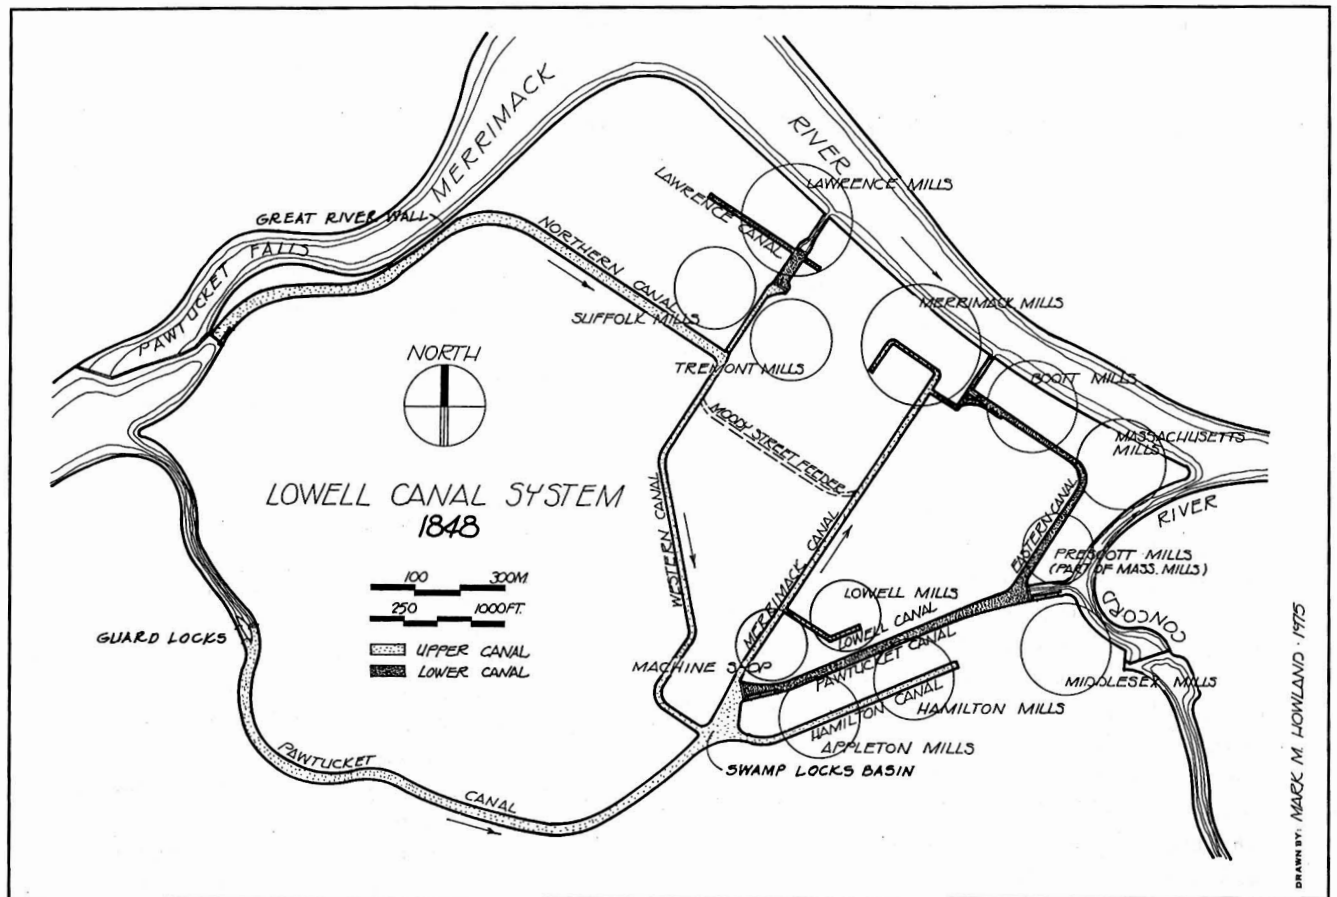 MERRIMACK
RIVER
LAWRENCE MILLS
LAWRENCE CANAL
GREAT RIVER WALL
PAWTUCKET FALLS
NORTHERN CANAL
SUFFOLK MILLS
MERRIMACK MILLS
NORTH
TREMONT MILLS
BOOTT MILLS
MOODY STREET FEEDER
MASSACHUSETTS
MILLS
LOWELL CANAL SYSTEM
1848
WESTERN CANAL
MERRIMACK CANAL
EASTERN CANAL
RIVER
CONCORD
PRESCOTT MILLS
(PART OF MASS. MILLS)
100 300M.
250 1000FT.
UPPER CANAL
LOWER CANAL
GUARD LOCKS
LOWELL MILLS
LOWELL CANAL
MACHINE SHOP
PAWTUCKET CANAL
HAMILTON CANAL
MIDDLESEX MILLS
HAMILTON MILLS
APPLETON MILLS
SWAMP LOCKS BASIN
PAWTUCKET
CANAL
DRAWN BY: MARK M. HOWLAND · 1975